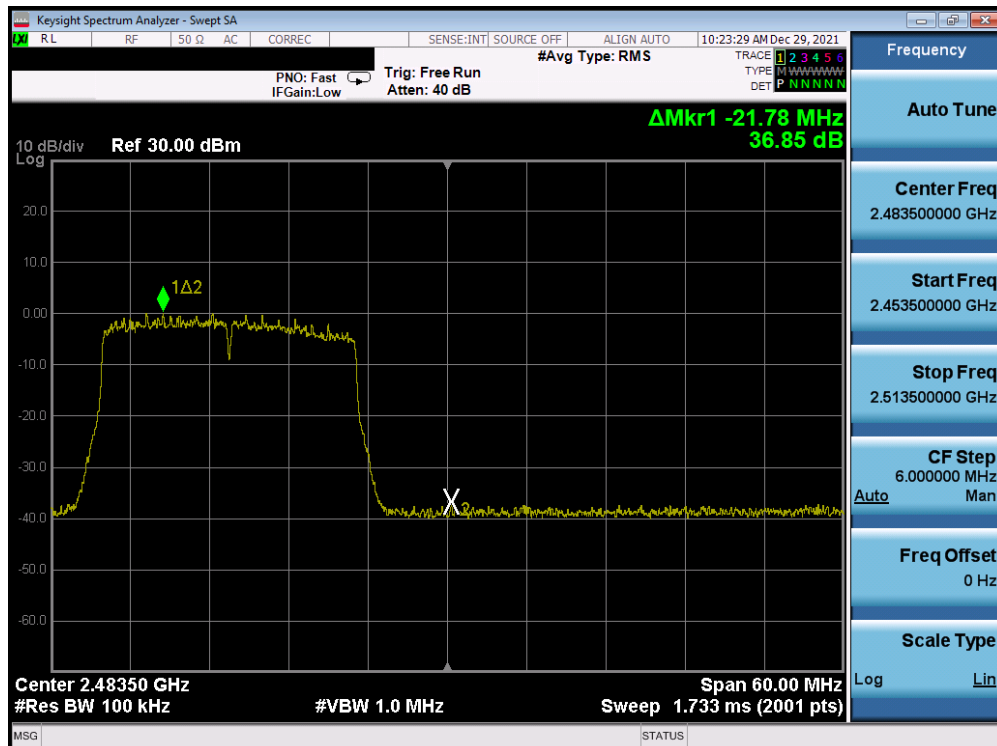 Keysight Spectrum Analyzer - Swept SA
LXI RL RF 50 Ω AC CORREC SENSE:INT SOURCE OFF ALIGN AUTO 10:23:29 AM Dec 29, 2021
#Avg Type: RMS TRACE 1 2 3 4 5 6
PNO: Fast Trig: Free Run TYPE M WWWWW
IFGain:Low Atten: 40 dB DET P N N N N N
ΔMkr1 -21.78 MHz
36.85 dB
10 dB/div Ref 30.00 dBm
Log
20.0
10.0
1Δ2
0.00
-10.0
-20.0
-30.0
X2
-40.0
-50.0
-60.0
Center 2.48350 GHz Span 60.00 MHz
#Res BW 100 kHz #VBW 1.0 MHz Sweep 1.733 ms (2001 pts)
MSG STATUS
Frequency
Auto Tune
Center Freq
2.483500000 GHz
Start Freq
2.453500000 GHz
Stop Freq
2.513500000 GHz
CF Step
6.000000 MHz
Auto Man
Freq Offset
0 Hz
Scale Type
Log Lin